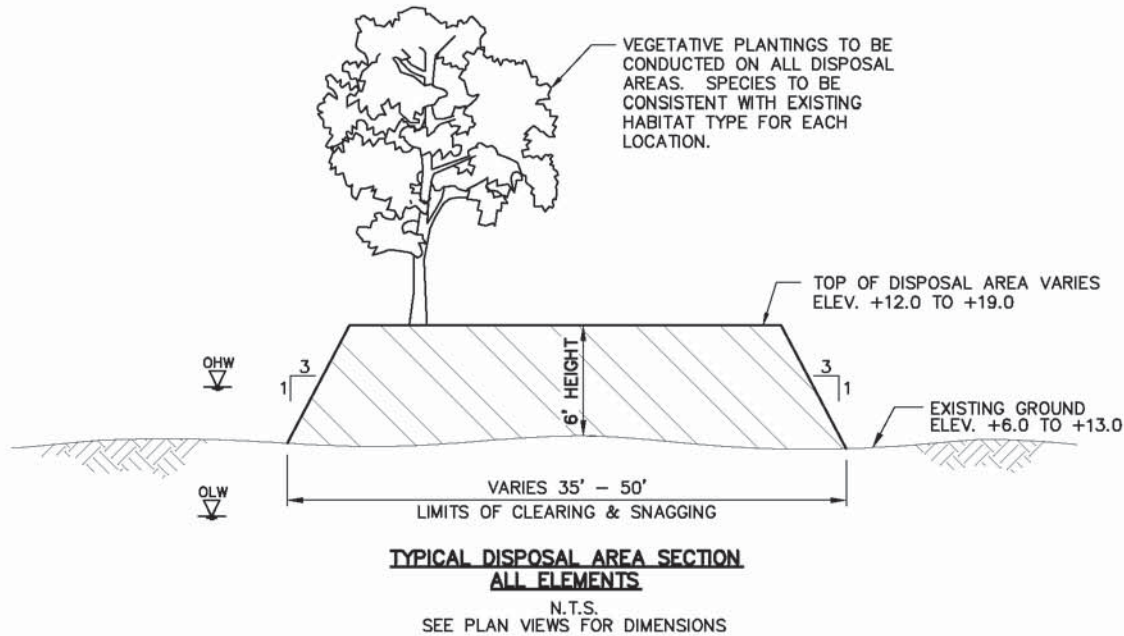 VEGETATIVE PLANTINGS TO BE
CONDUCTED ON ALL DISPOSAL
AREAS. SPECIES TO BE
CONSISTENT WITH EXISTING
HABITAT TYPE FOR EACH
LOCATION.
TOP OF DISPOSAL AREA VARIES
ELEV. +12.0 TO +19.0
OHW
3
1
6' HEIGHT
3
1
EXISTING GROUND
ELEV. +6.0 TO +13.0
OLW
VARIES 35' - 50'
LIMITS OF CLEARING & SNAGGING
TYPICAL DISPOSAL AREA SECTION
ALL ELEMENTS
N.T.S.
SEE PLAN VIEWS FOR DIMENSIONS